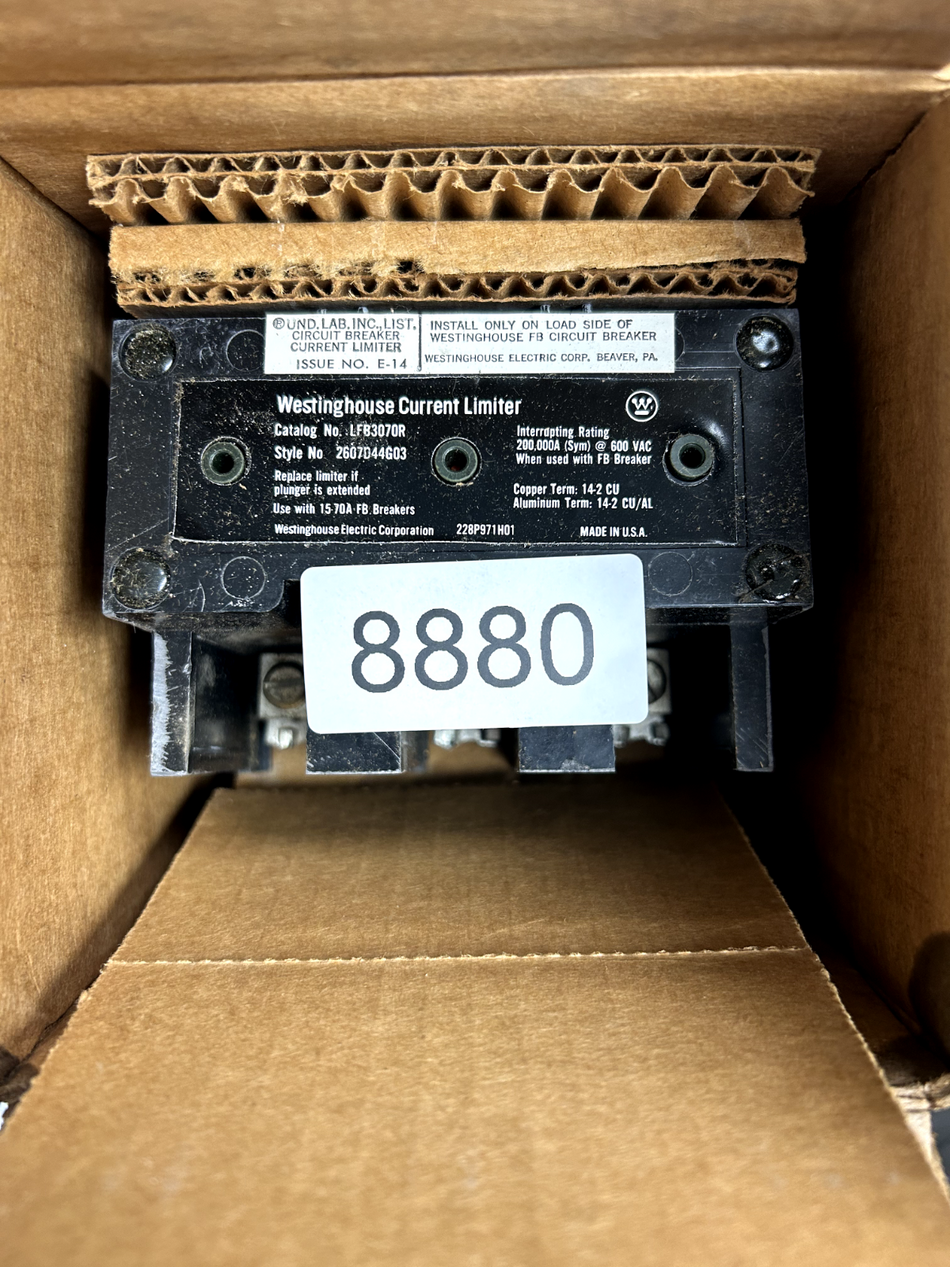 ® UND. LAB. INC., LIST.
CIRCUIT BREAKER
CURRENT LIMITER
ISSUE NO. E-14
INSTALL ONLY ON LOAD SIDE OF
WESTINGHOUSE FB CIRCUIT BREAKER
WESTINGHOUSE ELECTRIC CORP. BEAVER, PA.
Westinghouse Current Limiter
W
Catalog No. LFB3070R
Style No 2607D44G03
Replace limiter if
plunger is extended
Use with 15-70A FB Breakers
Interrupting Rating
200,000A (Sym) @ 600 VAC
When used with FB Breaker
Copper Term: 14-2 CU
Aluminum Term: 14-2 CU/AL
Westinghouse Electric Corporation 228P971H01 MADE IN U.S.A.
8880